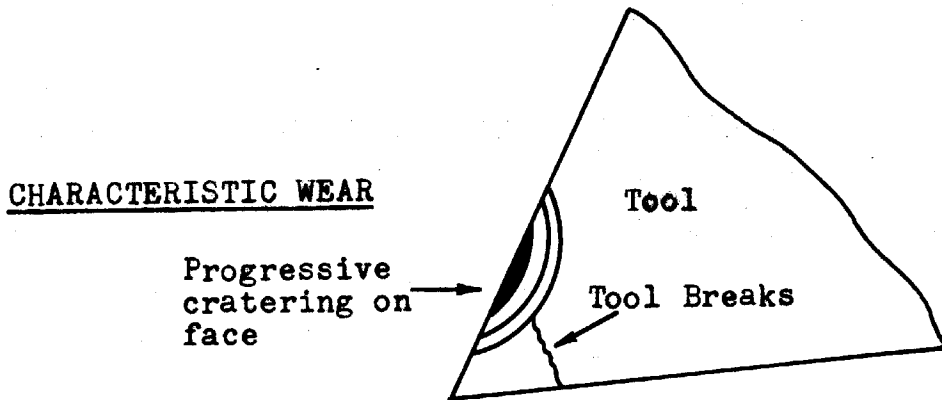 CHARACTERISTIC WEAR
Tool
Progressive
cratering on
face
Tool Breaks